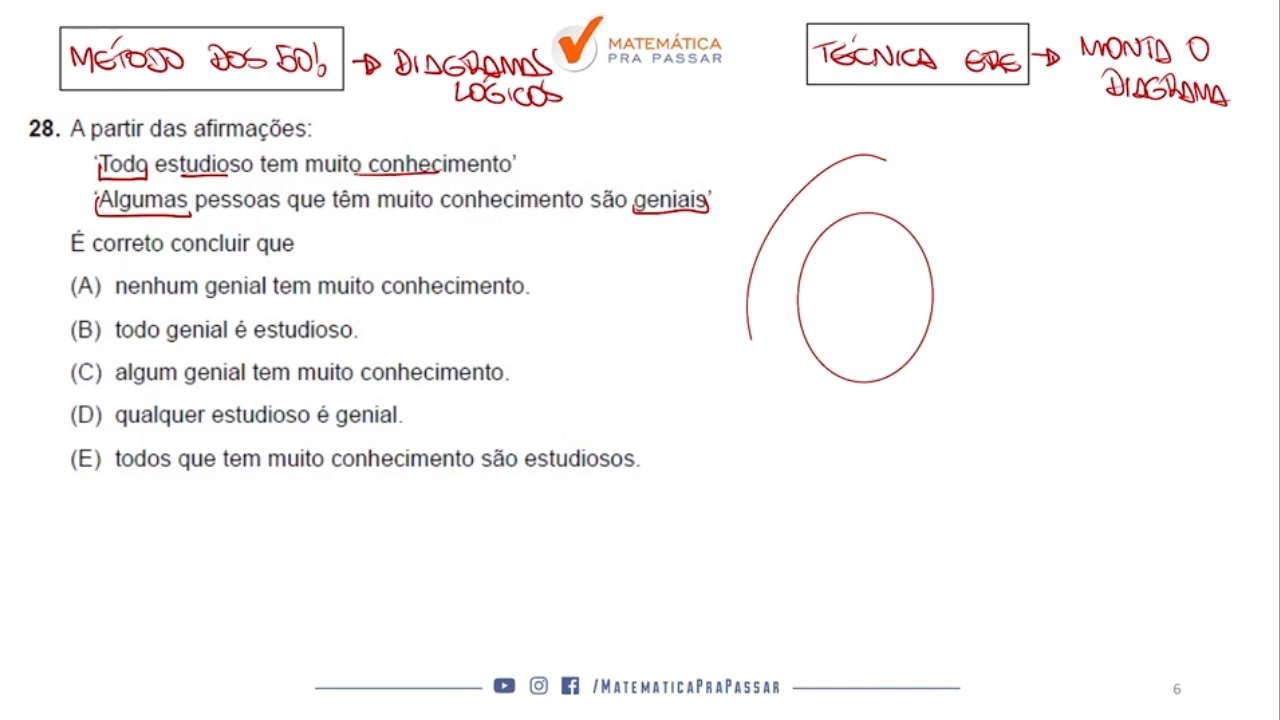 MÉTODO DOS 50! → DIAGRAMAS LÓGICOS
MATEMÁTICA
PRA PASSAR
TÉCNICA → MONTA O DIAGRAMA
28. A partir das afirmações:
‘Todo estudioso tem muito conhecimento’
‘Algumas pessoas que têm muito conhecimento são geniais’
É correto concluir que
(A) nenhum genial tem muito conhecimento.
(B) todo genial é estudioso.
(C) algum genial tem muito conhecimento.
(D) qualquer estudioso é genial.
(E) todos que tem muito conhecimento são estudiosos.
/MATEMATICAPRAPASSAR
6